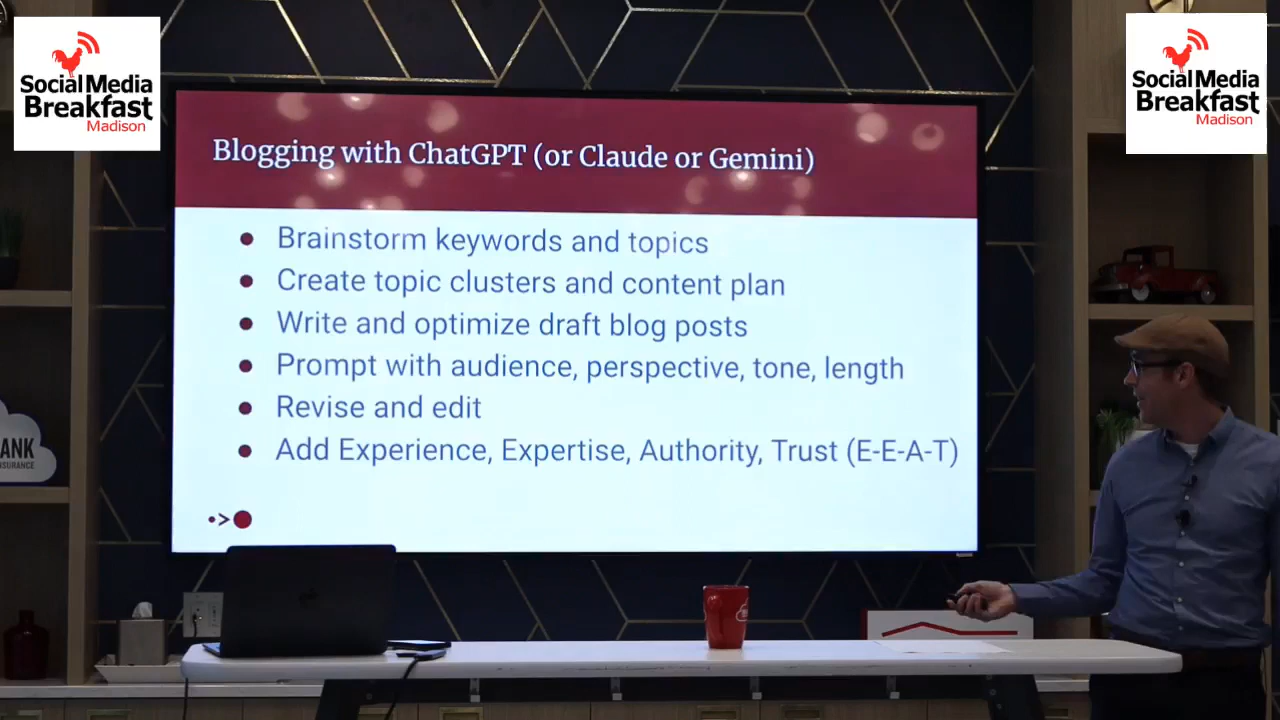 Social Media
Breakfast
Madison
Social Media
Breakfast
Madison
Blogging with ChatGPT (or Claude or Gemini)
Brainstorm keywords and topics
Create topic clusters and content plan
Write and optimize draft blog posts
Prompt with audience, perspective, tone, length
Revise and edit
Add Experience, Expertise, Authority, Trust (E-E-A-T)
ANK